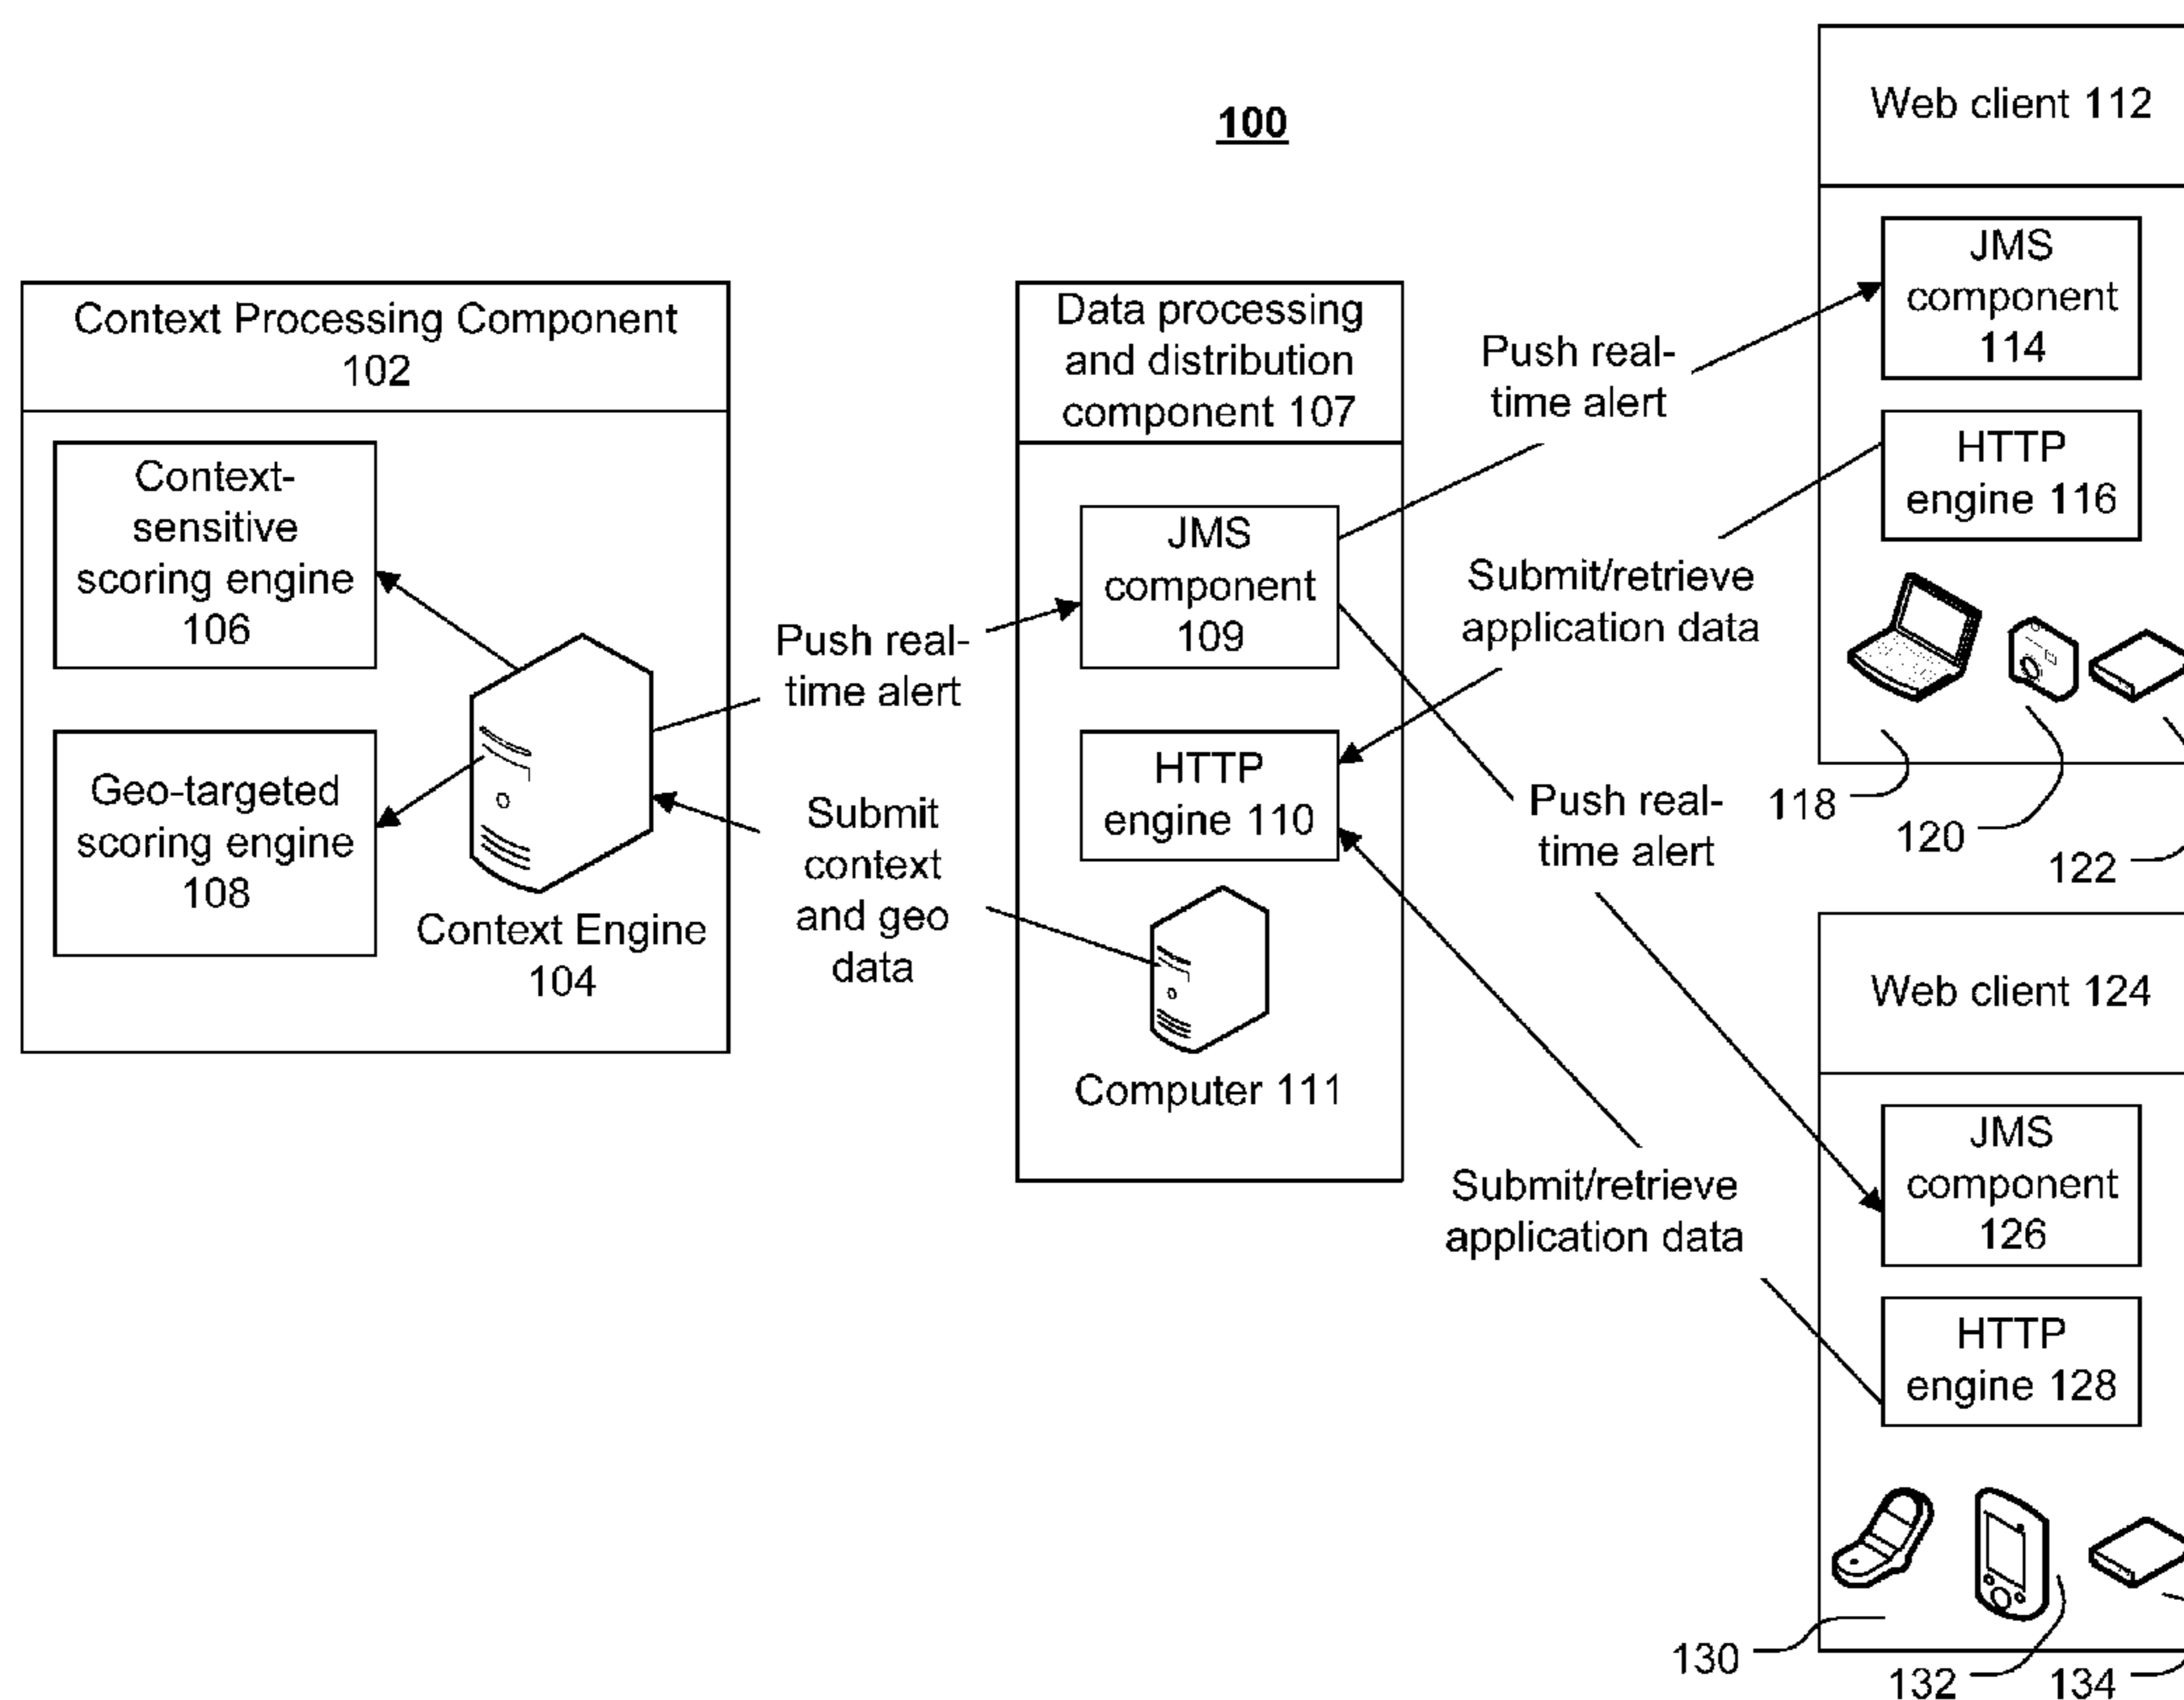 100
Context Processing Component
102
Context-
sensitive
scoring engine
106
Geo-targeted
scoring engine
108
Context Engine
104
Push real-
time alert
Submit
context
and geo
data
Data processing
and distribution
component 107
JMS
component
109
HTTP
engine 110
Computer 111
Push real-
time alert
Submit/retrieve
application data
Push real-
time alert
Submit/retrieve
application data
Web client 112
JMS
component
114
HTTP
engine 116
118
120
122
Web client 124
JMS
component
126
HTTP
engine 128
130
132
134